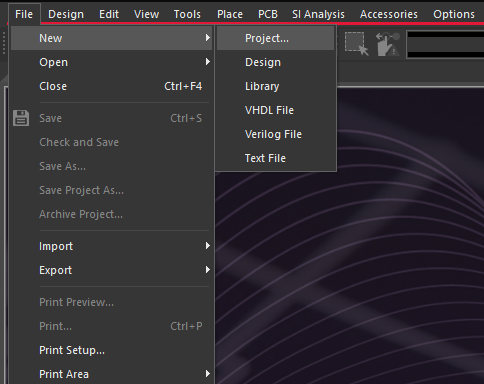 File Design Edit View Tools Place PCB SI Analysis Accessories Options
New
Open
Close Ctrl+F4
Save Ctrl+S
Check and Save
Save As...
Save Project As...
Archive Project...
Import
Export
Print Preview...
Print... Ctrl+P
Print Setup...
Print Area
Project...
Design
Library
VHDL File
Verilog File
Text File